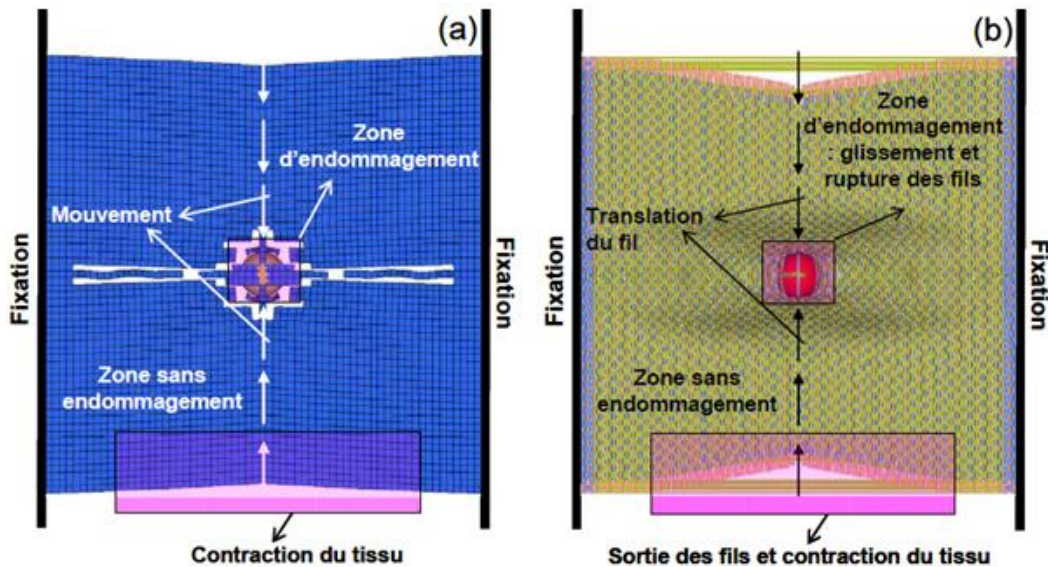 (a)
Zone
d'endommagement
Mouvement
Fixation
Fixation
Zone sans
endommagement
Contraction du tissu
(b)
Zone
d'endommagement
: glissement et
rupture des fils
Translation
du fil
Fixation
Fixation
Zone sans
endommagement
Sortie des fils et contraction du tissu